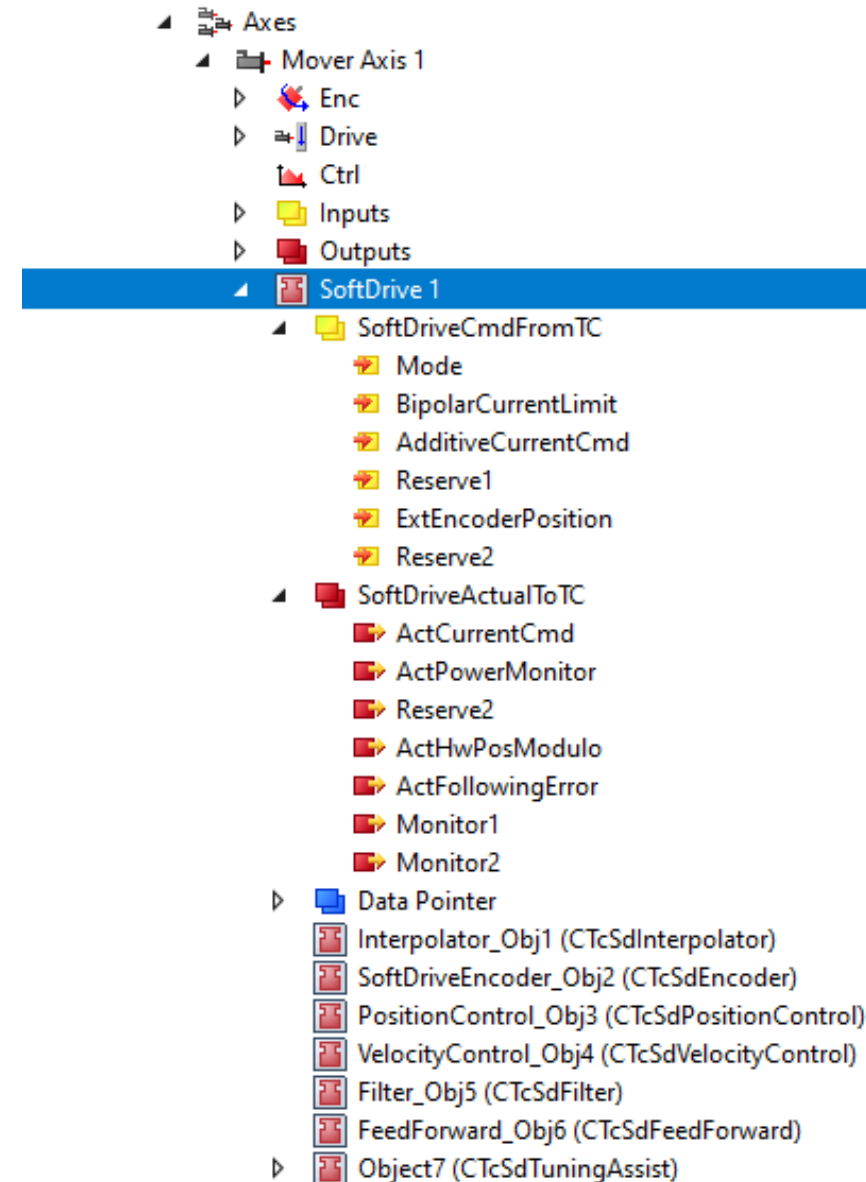 Axes
Mover Axis 1
Enc
Drive
Ctrl
Inputs
Outputs
SoftDrive 1
SoftDriveCmdFromTC
Mode
BipolarCurrentLimit
AdditiveCurrentCmd
Reserve1
ExtEncoderPosition
Reserve2
SoftDriveActualToTC
ActCurrentCmd
ActPowerMonitor
Reserve2
ActHwPosModulo
ActFollowingError
Monitor1
Monitor2
Data Pointer
Interpolator_Obj1 (CTcSdInterpolator)
SoftDriveEncoder_Obj2 (CTcSdEncoder)
PositionControl_Obj3 (CTcSdPositionControl)
VelocityControl_Obj4 (CTcSdVelocityControl)
Filter_Obj5 (CTcSdFilter)
FeedForward_Obj6 (CTcSdFeedForward)
Object7 (CTcSdTuningAssist)